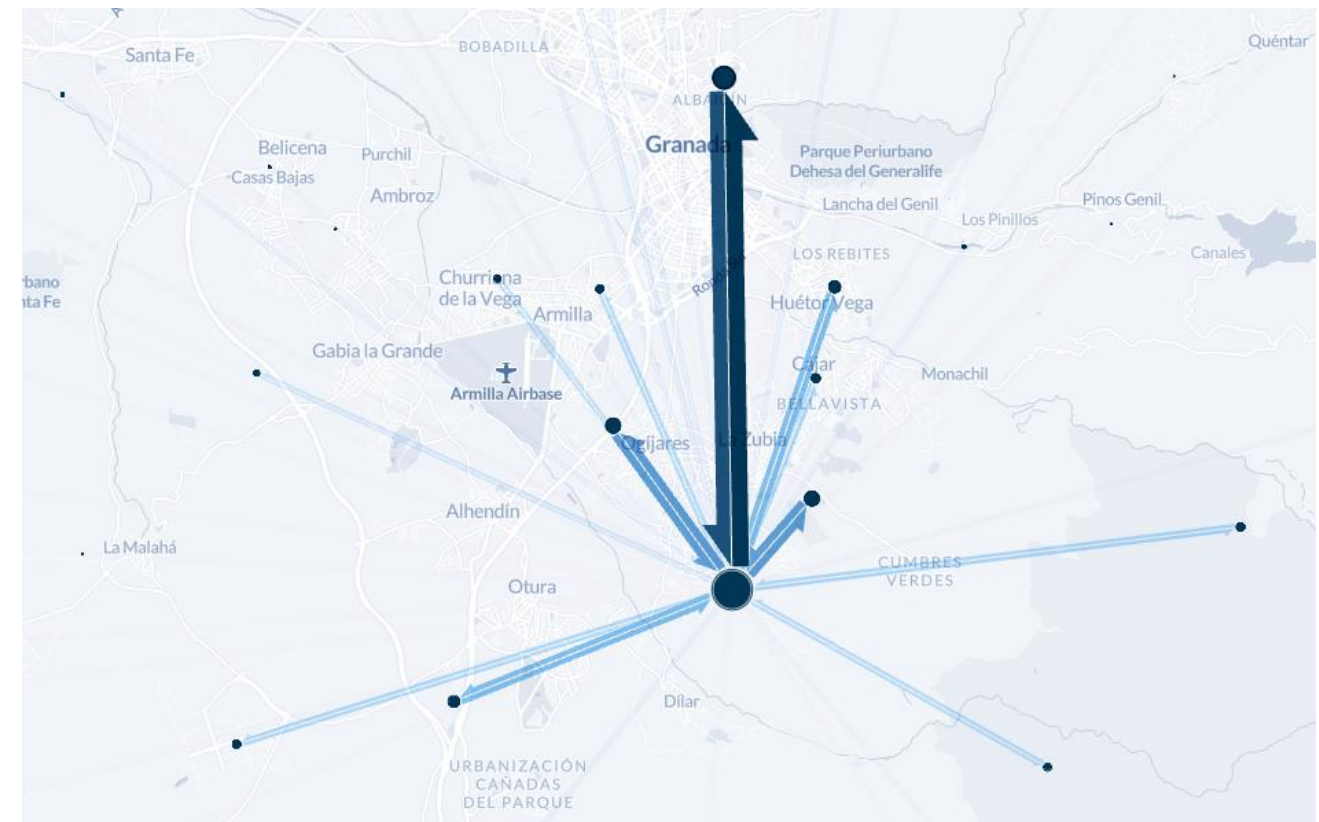 A
Santa Fe
BOBADILLA
Quéntar
ALBAICÍN
Belicena
Purchil
Granada
Parque Periurbano
Dehesa del Generalife
Casas Bajas
Ambroz
Lancha del Genil
Pinos Genil
Los Pinillos
LOS REBITES
Canales
rbano
nta Fe
Churriana
de la Vega
Armilla
Huétor Vega
Gabia la Grande
Cájar
Monachil
Armilla Airbase
BELLAVISTA
Ogíjares
La Zubia
Alhendín
La Malahá
CUMBRES
VERDES
Otura
Dílar
URBANIZACIÓN
CAÑADAS
DEL PARQUE